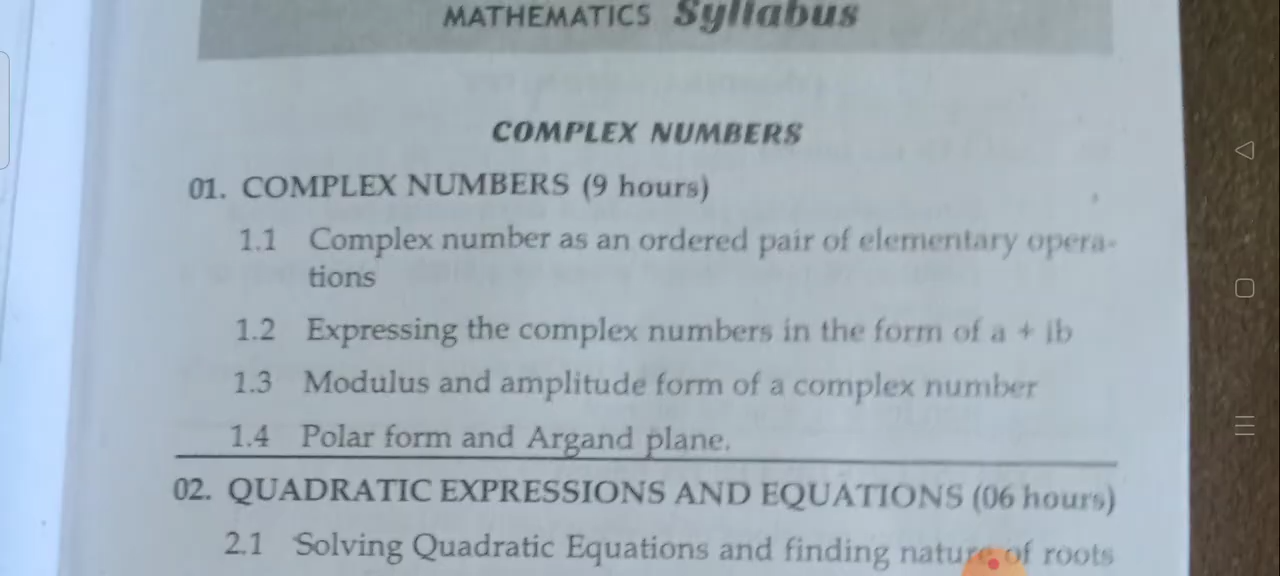 MATHEMATICS Syllabus
COMPLEX NUMBERS
01. COMPLEX NUMBERS (9 hours)
1.1 Complex number as an ordered pair of elementary opera-
tions
1.2 Expressing the complex numbers in the form of a + ib
1.3 Modulus and amplitude form of a complex number
1.4 Polar form and Argand plane.
02. QUADRATIC EXPRESSIONS AND EQUATIONS (06 hours)
2.1 Solving Quadratic Equations and finding nature of roots